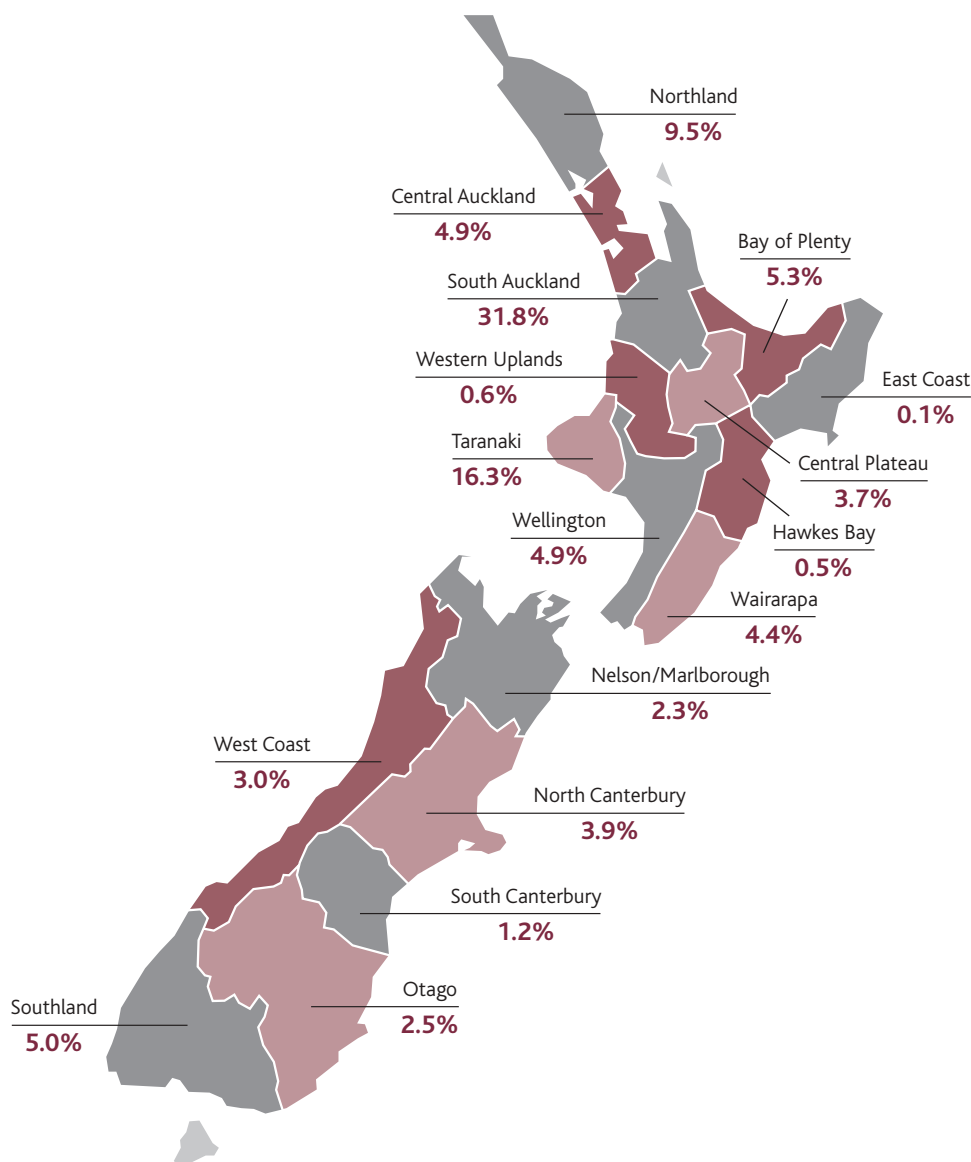 Northland
9.5%
Central Auckland
4.9%
Bay of Plenty
5.3%
South Auckland
31.8%
Western Uplands
0.6%
East Coast
0.1%
Taranaki
16.3%
Central Plateau
3.7%
Wellington
4.9%
Hawkes Bay
0.5%
Wairarapa
4.4%
Nelson/Marlborough
2.3%
West Coast
3.0%
North Canterbury
3.9%
South Canterbury
1.2%
Otago
2.5%
Southland
5.0%